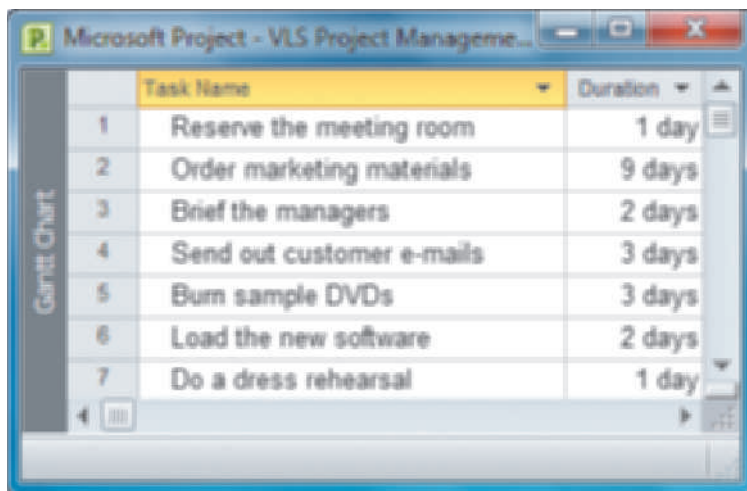 Microsoft Project - VLS Project Manageme...
Task Name Duration
1 Reserve the meeting room 1 day
2 Order marketing materials 9 days
3 Brief the managers 2 days
4 Send out customer e-mails 3 days
5 Burn sample DVDs 3 days
6 Load the new software 2 days
7 Do a dress rehearsal 1 day
Gantt Chart